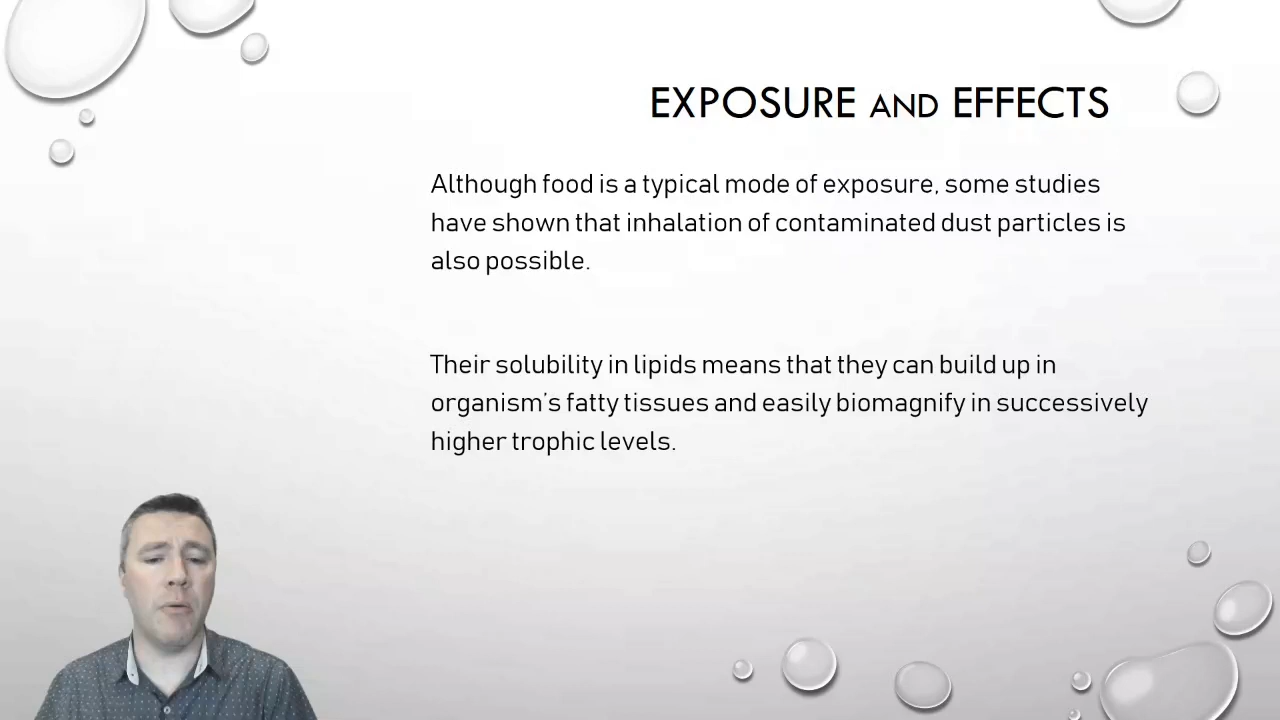 EXPOSURE AND EFFECTS
Although food is a typical mode of exposure, some studies
have shown that inhalation of contaminated dust particles is
also possible.
Their solubility in lipids means that they can build up in
organism's fatty tissues and easily biomagnify in successively
higher trophic levels.